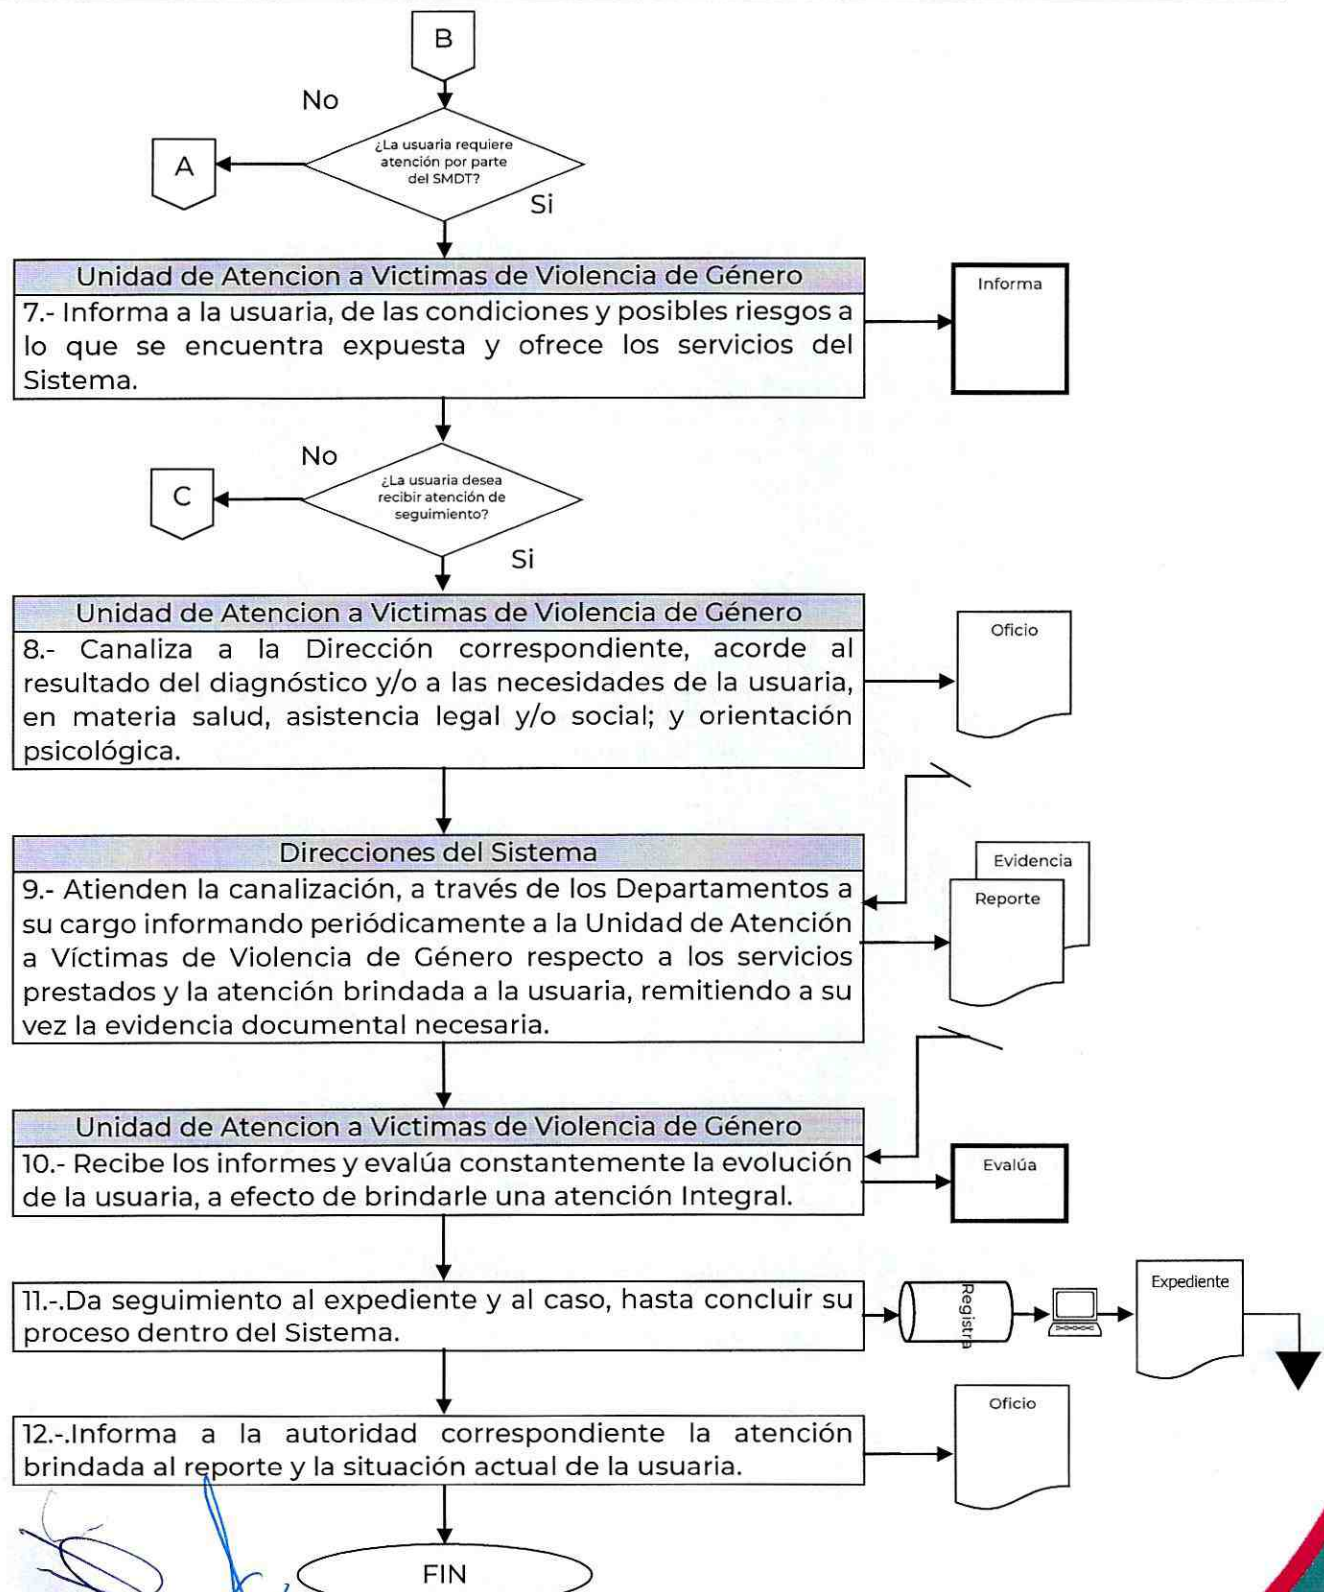 B
No
¿La usuaria requiere
atención por parte
del SMDT?
A
Si
Unidad de Atencion a Victimas de Violencia de Género
7.- Informa a la usuaria, de las condiciones y posibles riesgos a
lo que se encuentra expuesta y ofrece los servicios del
Sistema.
Informa
No
¿La usuaria desea
recibir atención de
seguimiento?
C
Si
Unidad de Atencion a Victimas de Violencia de Género
8.- Canaliza a la Dirección correspondiente, acorde al
resultado del diagnóstico y/o a las necesidades de la usuaria,
en materia salud, asistencia legal y/o social; y orientación
psicológica.
Oficio
Direcciones del Sistema
9.- Atienden la canalización, a través de los Departamentos a
su cargo informando periódicamente a la Unidad de Atención
a Víctimas de Violencia de Género respecto a los servicios
prestados y la atención brindada a la usuaria, remitiendo a su
vez la evidencia documental necesaria.
Evidencia
Reporte
Unidad de Atencion a Victimas de Violencia de Género
10.- Recibe los informes y evalúa constantemente la evolución
de la usuaria, a efecto de brindarle una atención Integral.
Evalúa
11.-.Da seguimiento al expediente y al caso, hasta concluir su
proceso dentro del Sistema.
Registra
Expediente
12.-.Informa a la autoridad correspondiente la atención
brindada al reporte y la situación actual de la usuaria.
Oficio
FIN